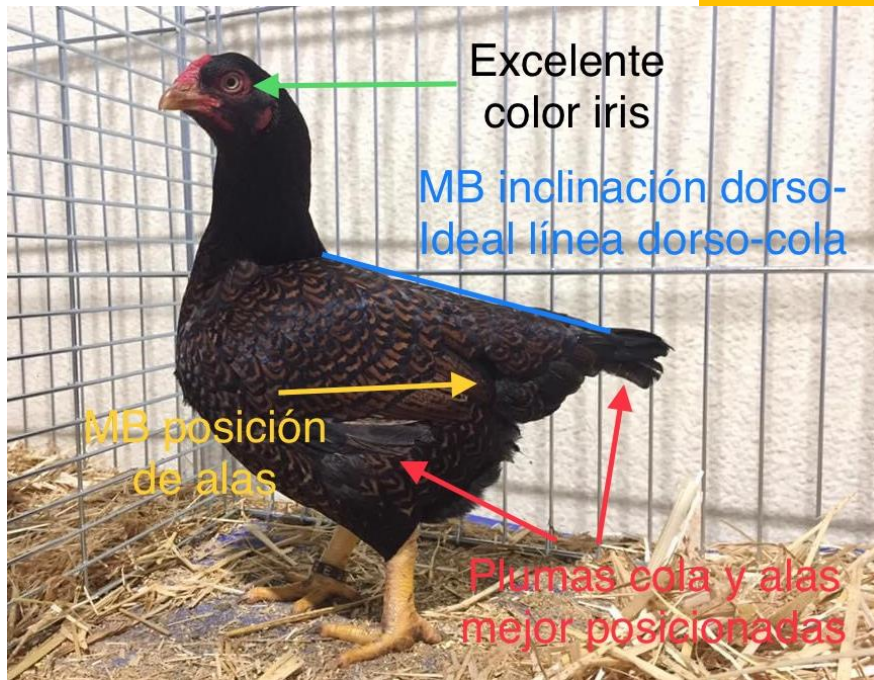 Excelente
color iris
MB inclinación dorso-
Ideal línea dorso-cola
MB posición
de alas
Plumas cola y alas
mejor posicionadas